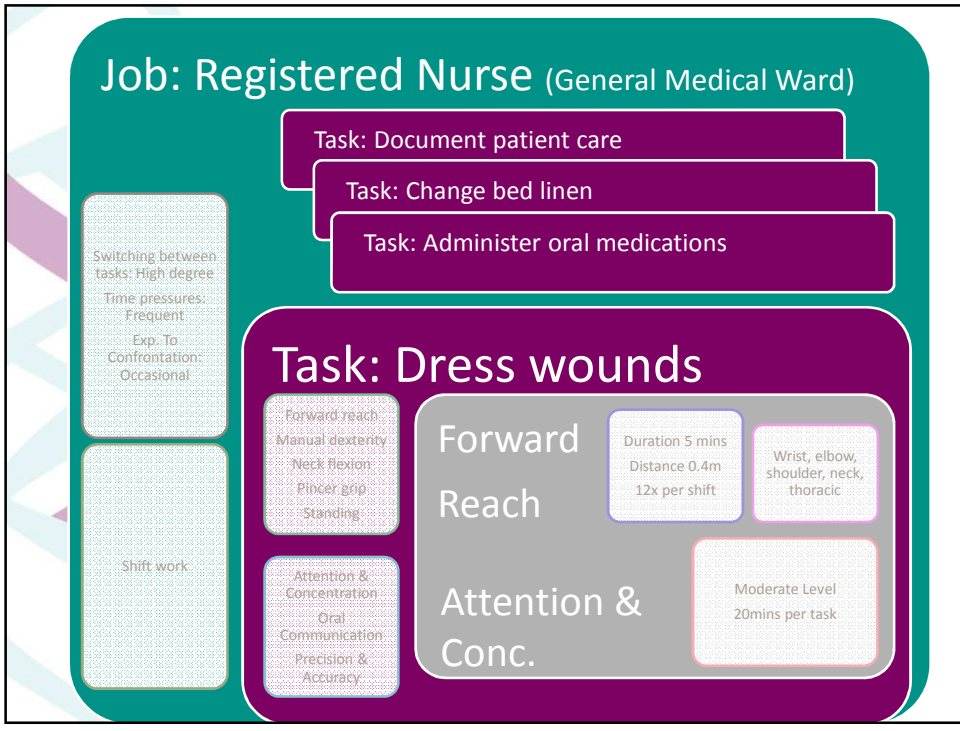 Job: Registered Nurse (General Medical Ward)
Task: Document patient care
Task: Change bed linen
Task: Administer oral medications
Switching between
tasks: High degree
Time pressures:
Frequent
Exp. To
Confrontation:
Occasional
Shift work
Task: Dress wounds
Forward reach
Manual dexterity
Neck flexion
Pincer grip
Standing
Attention &
Concentration
Oral
Communication
Precision &
Accuracy
Forward
Reach
Duration 5 mins
Distance 0.4m
12x per shift
Wrist, elbow,
shoulder, neck,
thoracic
Attention &
Conc.
Moderate Level
20mins per task